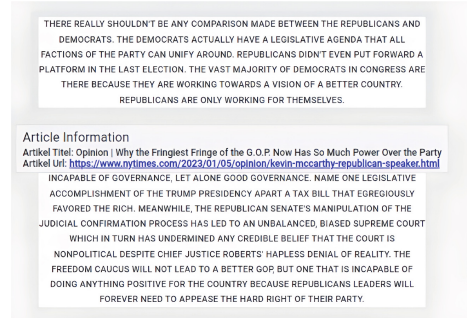 THERE REALLY SHOULDN'T BE ANY COMPARISON MADE BETWEEN THE REPUBLICANS AND
DEMOCRATS. THE DEMOCRATS ACTUALLY HAVE A LEGISLATIVE AGENDA THAT ALL
FACTIONS OF THE PARTY CAN UNIFY AROUND. REPUBLICANS DIDN'T EVEN PUT FORWARD A
PLATFORM IN THE LAST ELECTION. THE VAST MAJORITY OF DEMOCRATS IN CONGRESS ARE
THERE BECAUSE THEY ARE WORKING TOWARDS A VISION OF A BETTER COUNTRY.
REPUBLICANS ARE ONLY WORKING FOR THEMSELVES.
Article Information
Artikel Titel: Opinion | Why the Fringiest Fringe of the G.O.P. Now Has So Much Power Over the Party
Artikel Url: https://www.nytimes.com/2023/01/05/opinion/kevin-mccarthy-republican-speaker.html
INCAPABLE OF GOVERNANCE, LET ALONE GOOD GOVERNANCE. NAME ONE LEGISLATIVE
ACCOMPLISHMENT OF THE TRUMP PRESIDENCY APART A TAX BILL THAT EGREGIOUSLY
FAVORED THE RICH. MEANWHILE, THE REPUBLICAN SENATE'S MANIPULATION OF THE
JUDICIAL CONFIRMATION PROCESS HAS LED TO AN UNBALANCED, BIASED SUPREME COURT
WHICH IN TURN HAS UNDERMINED ANY CREDIBLE BELIEF THAT THE COURT IS
NONPOLITICAL DESPITE CHIEF JUSTICE ROBERTS' HAPLESS DENIAL OF REALITY. THE
FREEDOM CAUCUS WILL NOT LEAD TO A BETTER GOP, BUT ONE THAT IS INCAPABLE OF
DOING ANYTHING POSITIVE FOR THE COUNTRY BECAUSE REPUBLICANS LEADERS WILL
FOREVER NEED TO APPEASE THE HARD RIGHT OF THEIR PARTY.